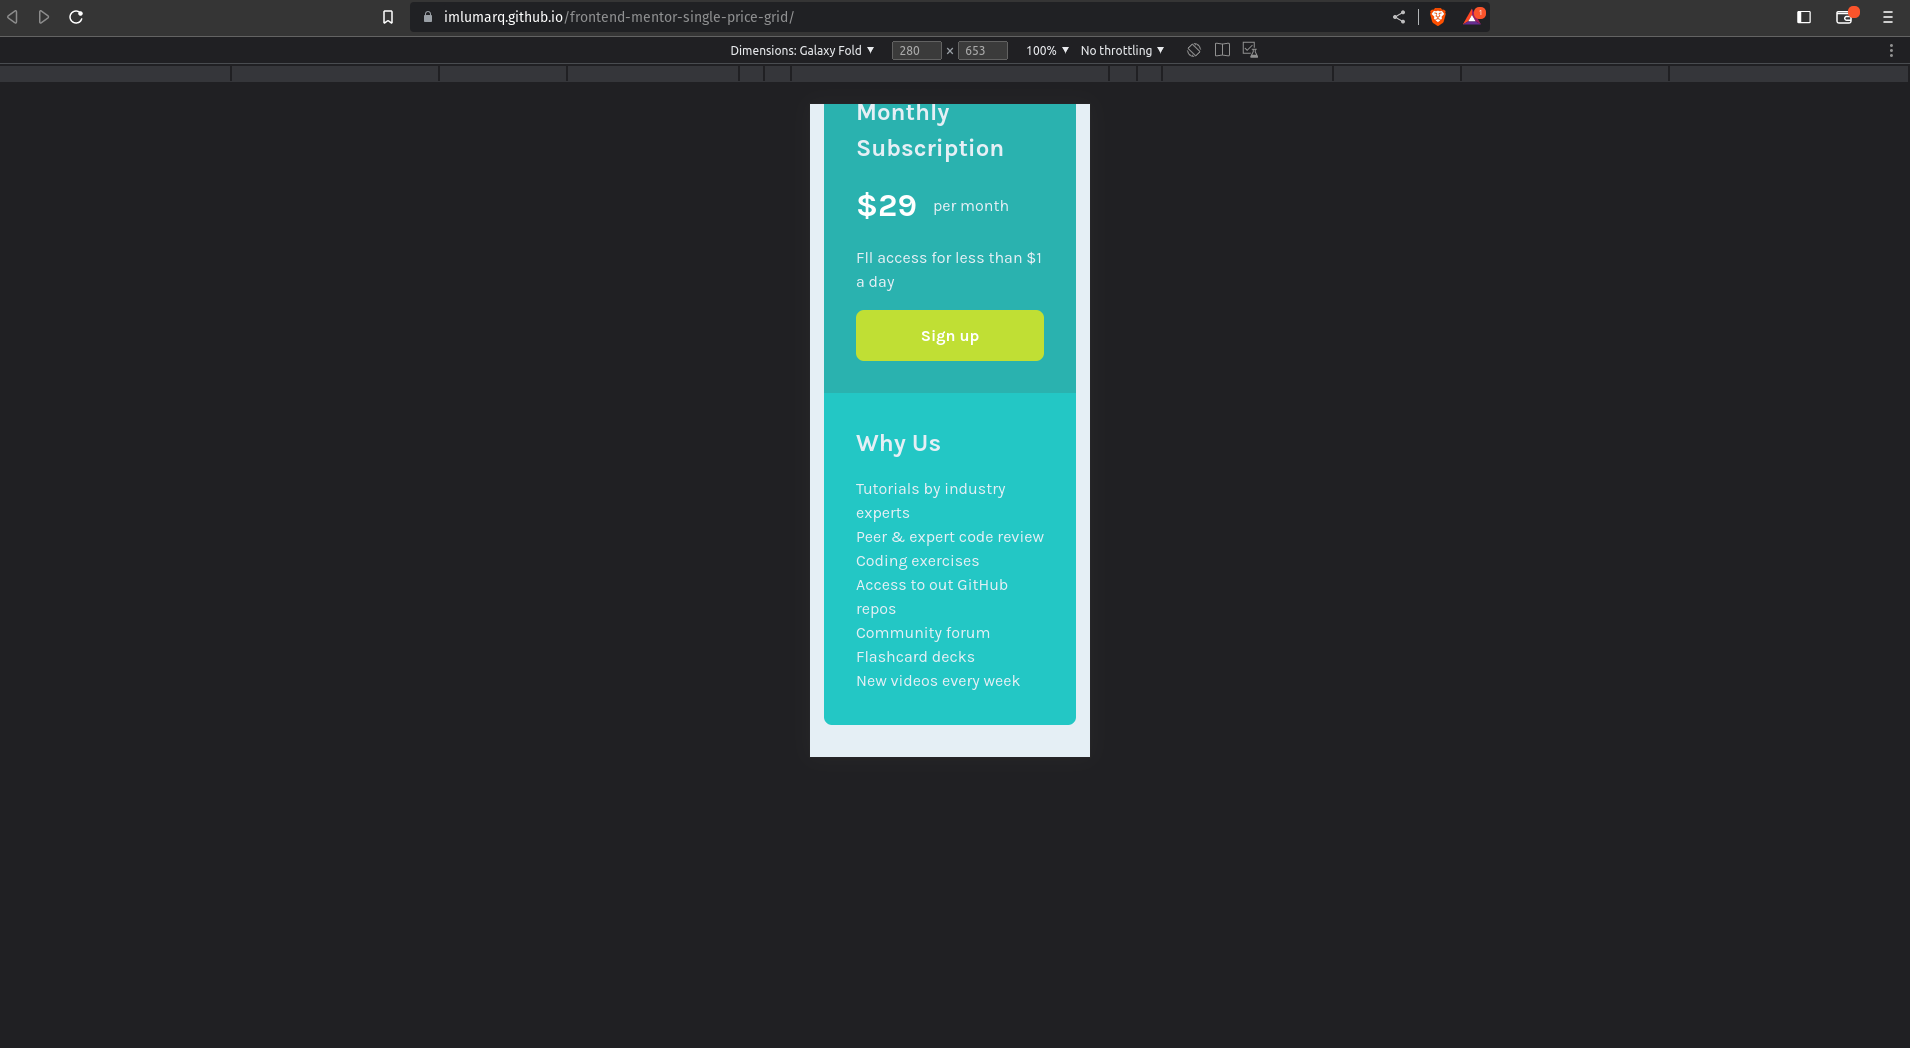 imlumarq.github.io/frontend-mentor-single-price-grid/
1
Dimensions: Galaxy Fold 280 × 653 100% No throttling
Monthly
Subscription
$29 per month
Fll access for less than $1
a day
Sign up
Why Us
Tutorials by industry
experts
Peer & expert code review
Coding exercises
Access to out GitHub
repos
Community forum
Flashcard decks
New videos every week